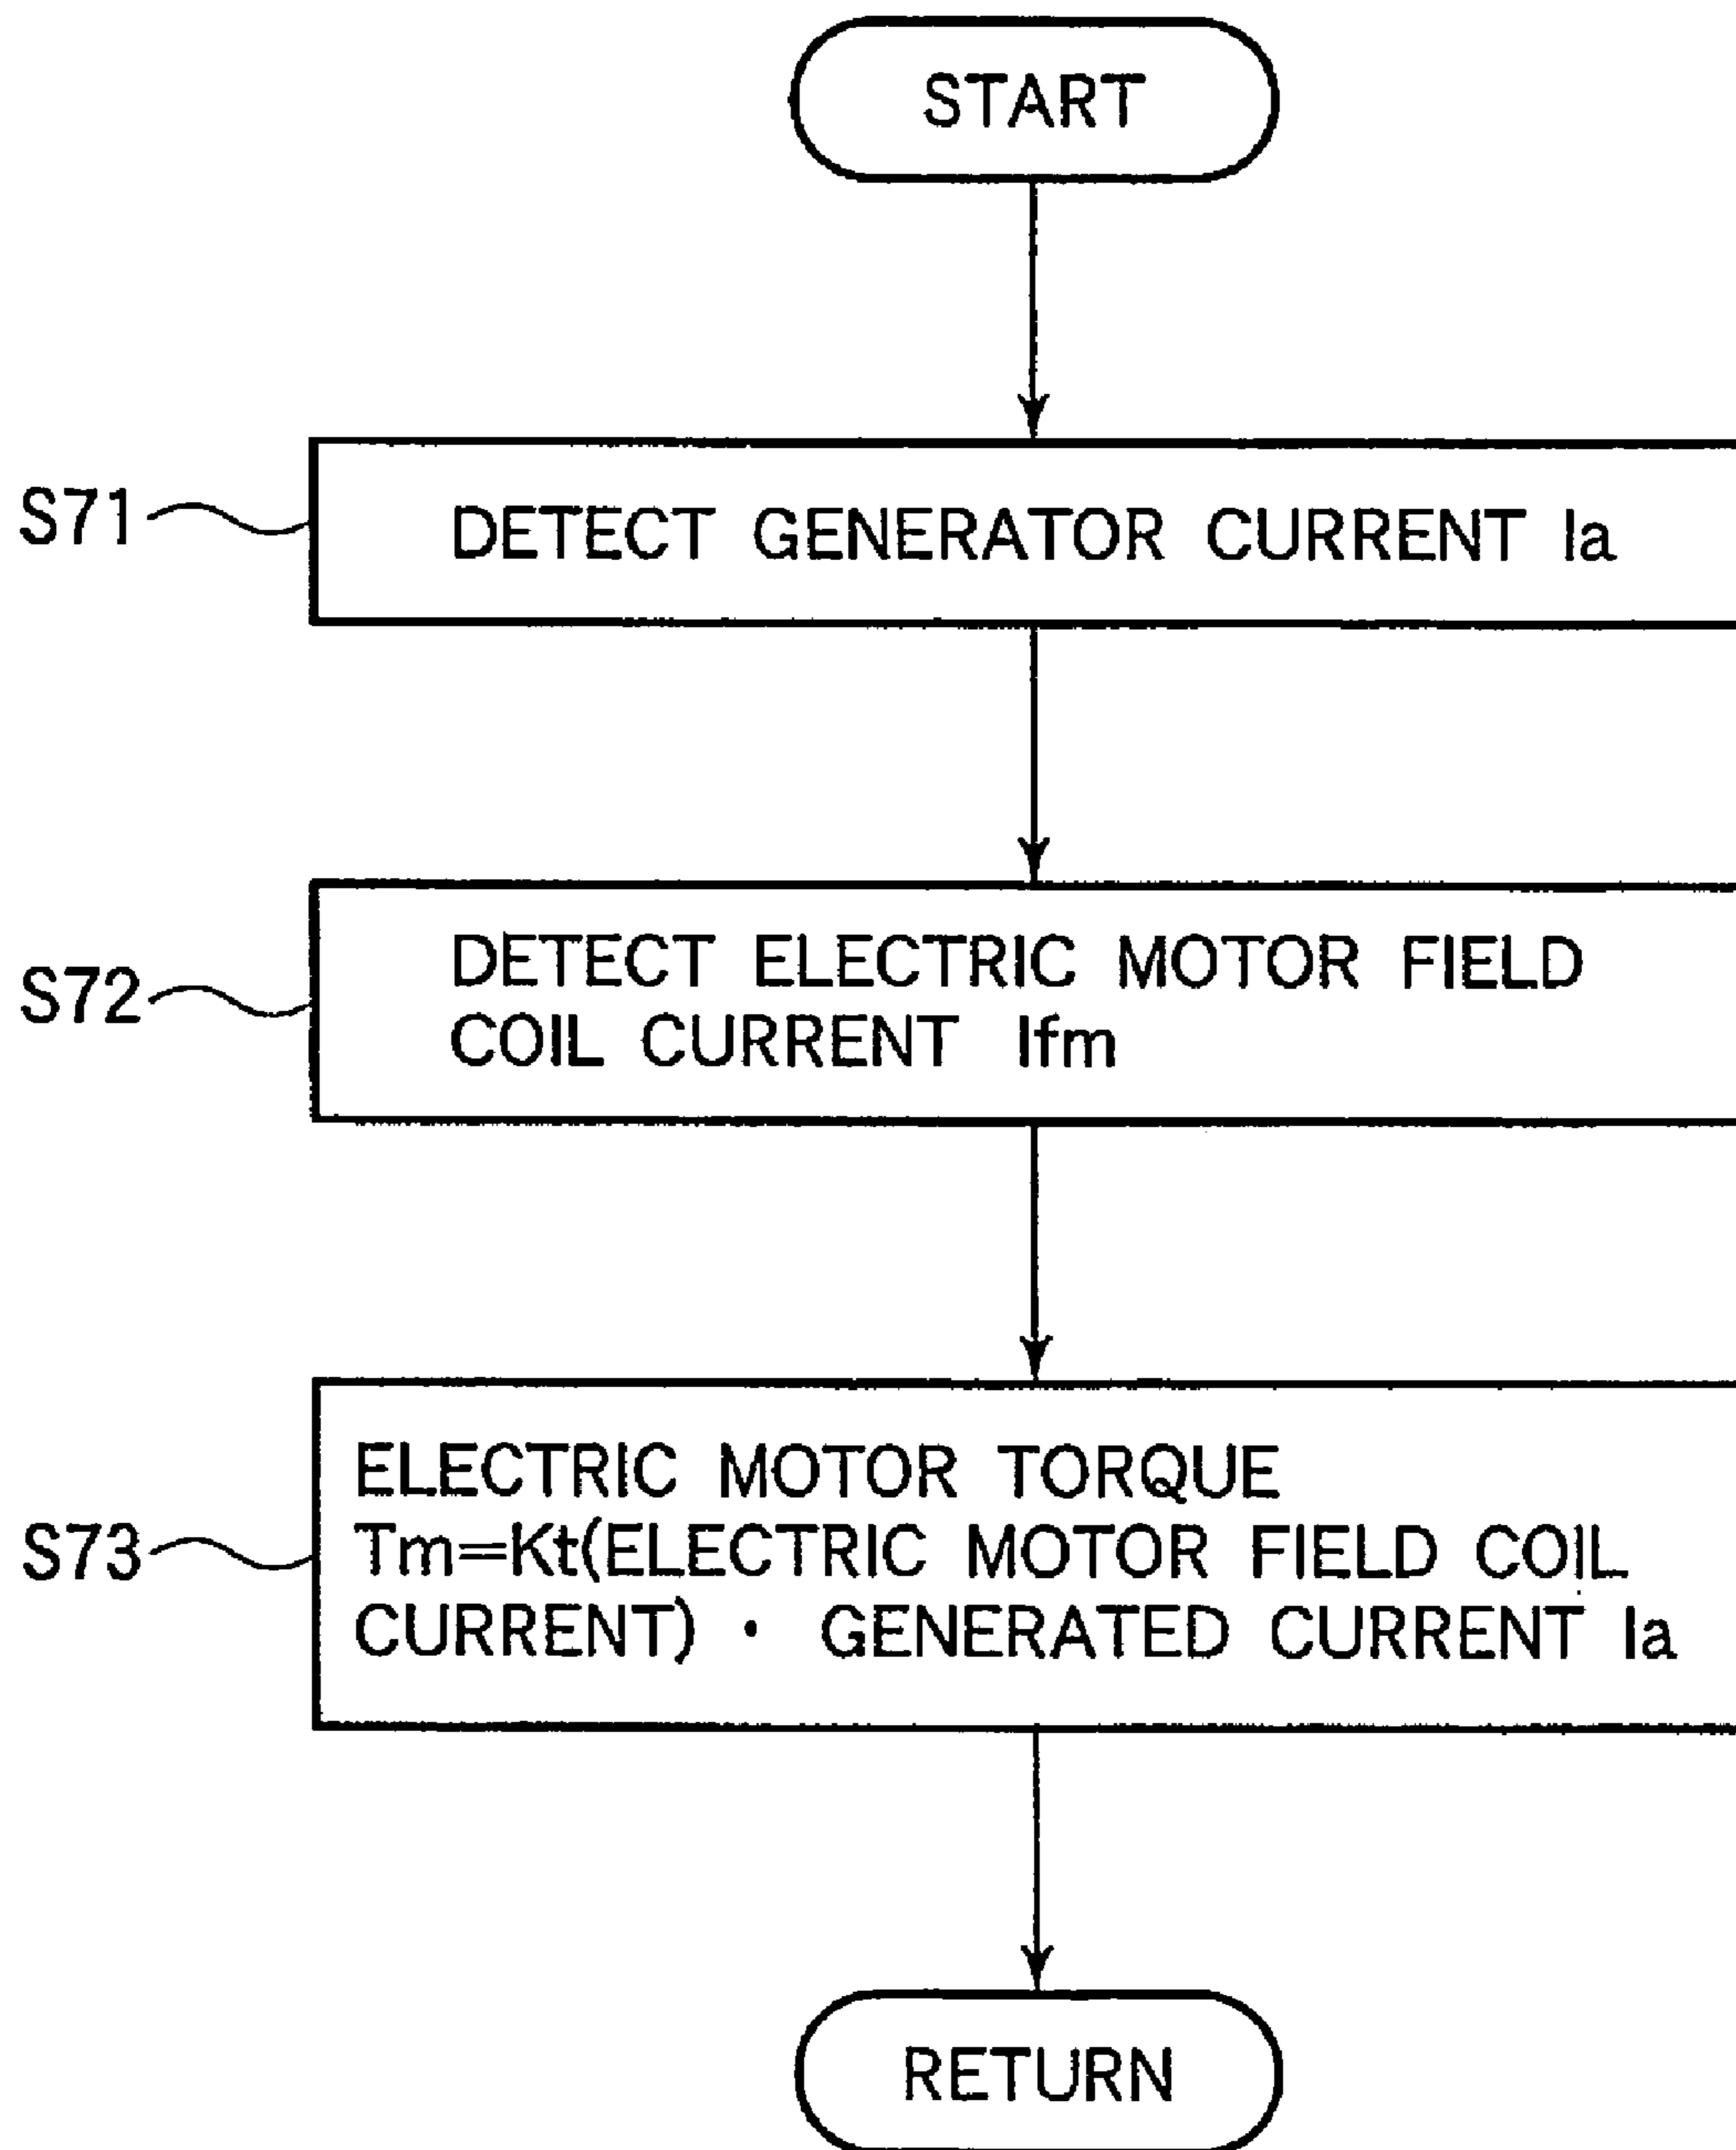 START
S71
DETECT GENERATOR CURRENT Ia
S72
DETECT ELECTRIC MOTOR FIELD
COIL CURRENT Ifm
S73
ELECTRIC MOTOR TORQUE
Tm=Kt(ELECTRIC MOTOR FIELD COIL
CURRENT) · GENERATED CURRENT Ia
RETURN